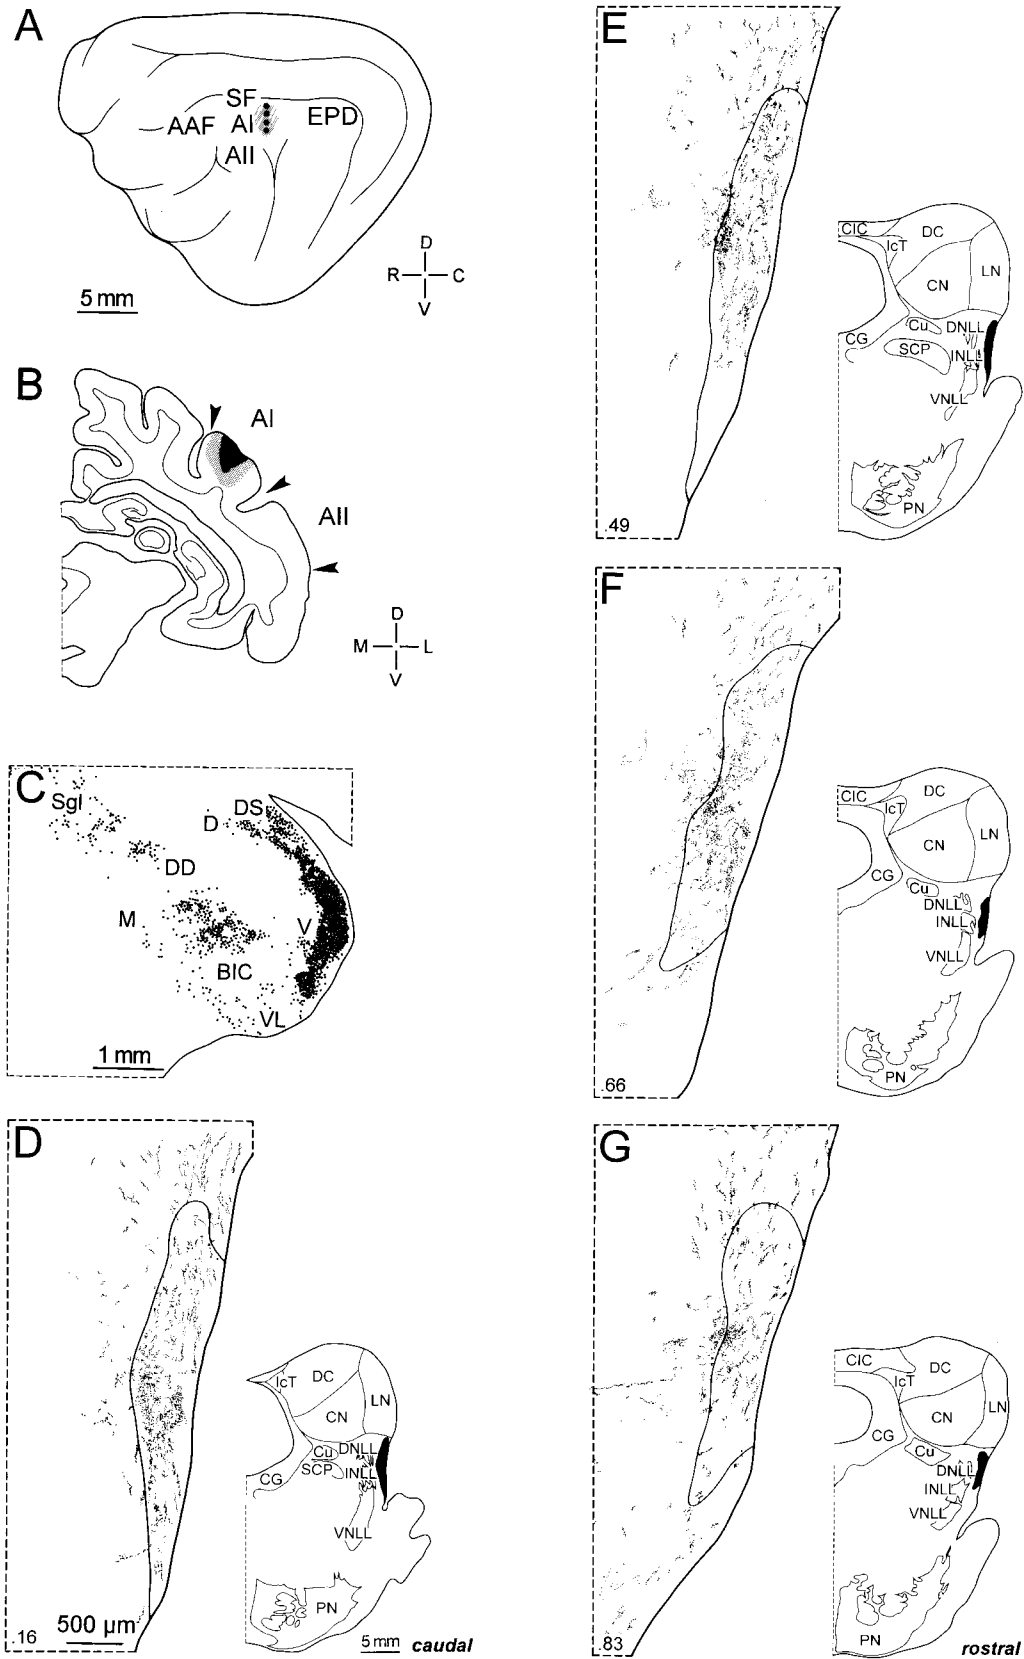 A
SF
AAF AI EPD
AII
D
R C
V
5 mm
B
AI
AII
D
M L
V
C
Sgl
D DS
DD
M
V
BIC
VL
1 mm
D
.16
500 µm
IcT DC
LN
CN
Cu DNLL
SCP INLL
CG
VNLL
PN
5 mm caudal
E
.49
CIC
IcT DC
LN
CN
Cu DNLL
CG SCP INLL
VNLL
PN
F
.66
CIC
IcT DC
LN
CN
CG
Cu
DNLL
INLL
VNLL
PN
G
.83
CIC
IcT DC
LN
CN
CG
Cu
DNLL
INLL
VNLL
PN
rostral